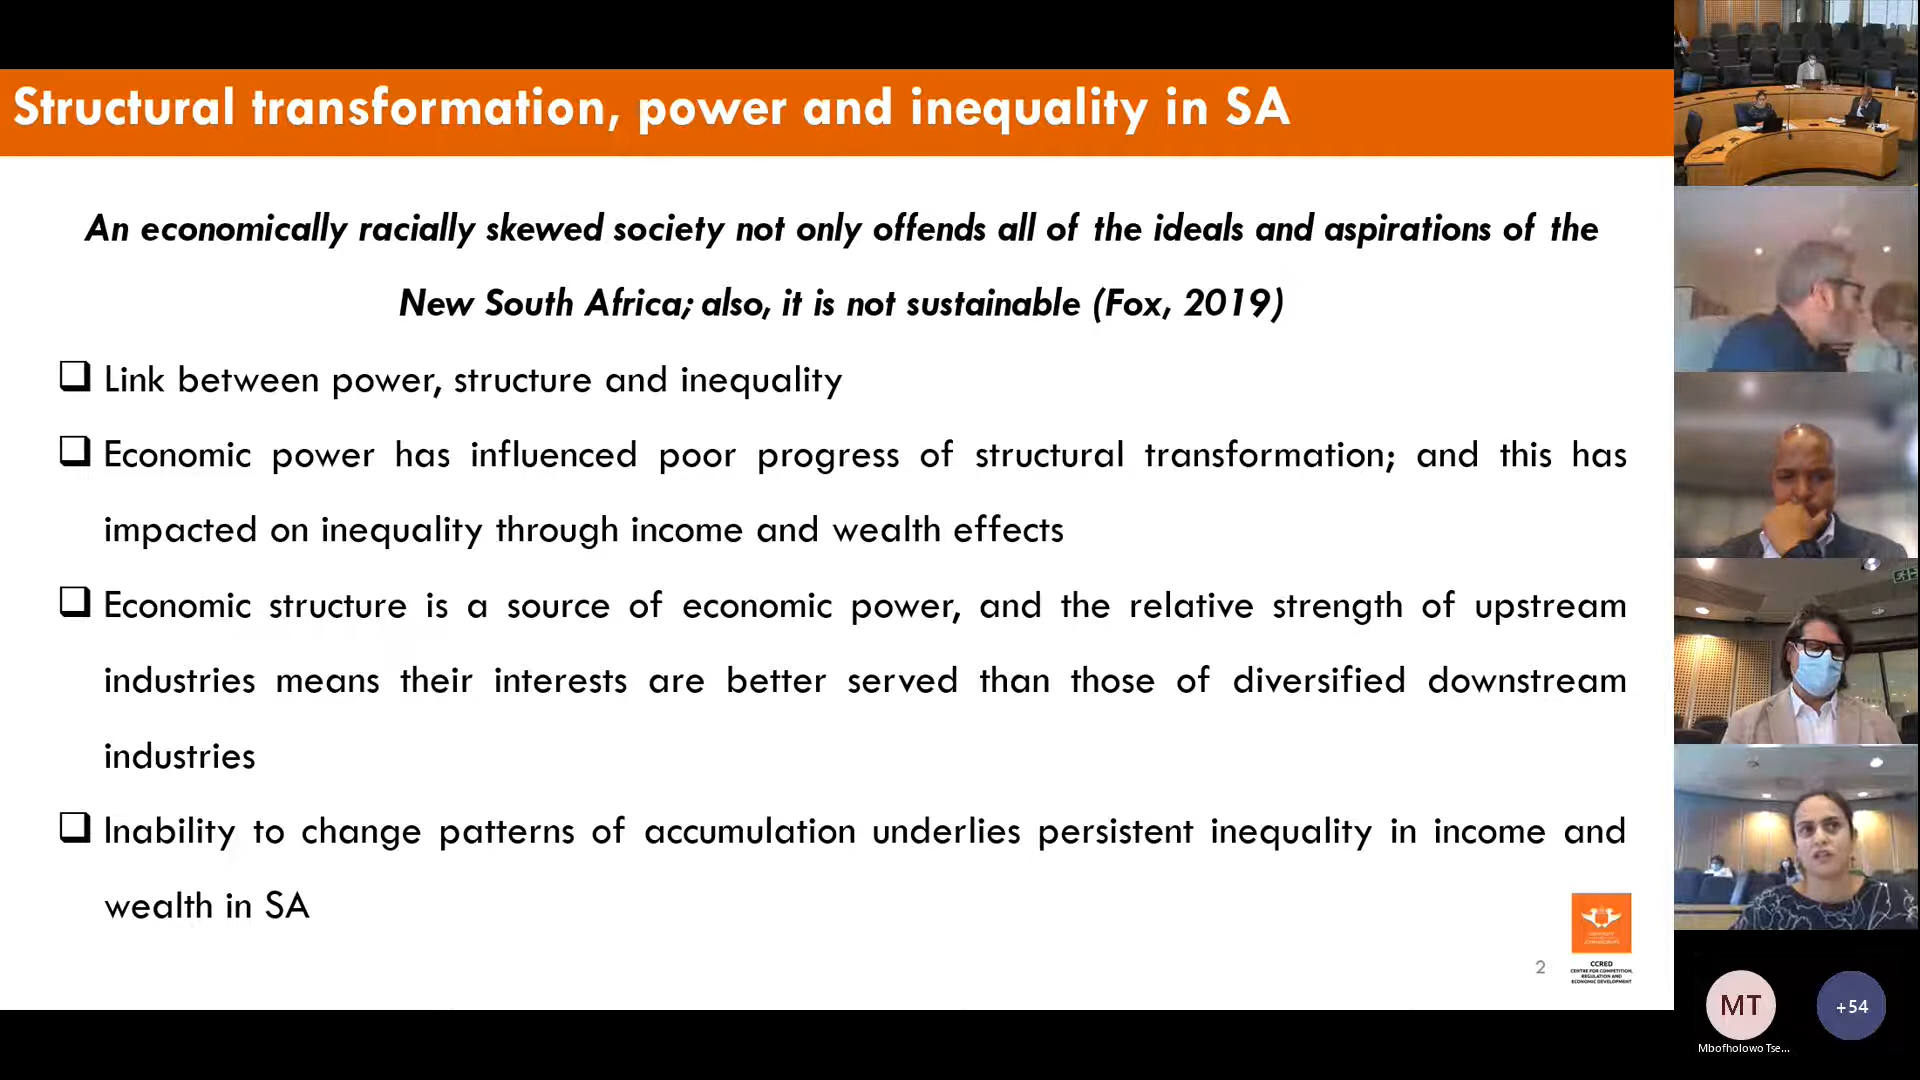 Structural transformation, power and inequality in SA
An economically racially skewed society not only offends all of the ideals and aspirations of the
New South Africa; also, it is not sustainable (Fox, 2019)
Link between power, structure and inequality
Economic power has influenced poor progress of structural transformation; and this has
impacted on inequality through income and wealth effects
Economic structure is a source of economic power, and the relative strength of upstream
industries means their interests are better served than those of diversified downstream
industries
Inability to change patterns of accumulation underlies persistent inequality in income and
wealth in SA
2
CCRED
CENTRE FOR COMPETITION,
REGULATION AND
ECONOMIC DEVELOPMENT
MT
+54
Mbofholowo Tse...